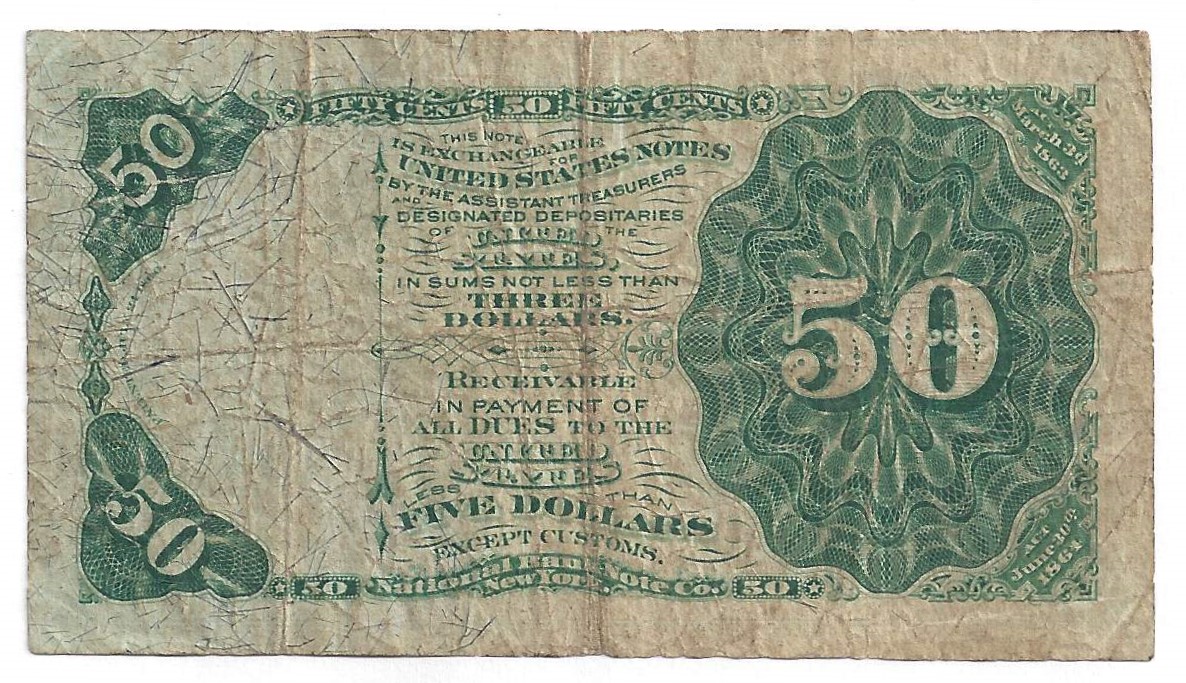 FIFTY CENTS 50 FIFTY CENTS
50
THIS NOTE
IS EXCHANGEABLE
FOR
UNITED STATES NOTES
BY THE ASSISTANT TREASURERS
AND
DESIGNATED DEPOSITARIES
OF UNITED THE
STATES,
IN SUMS NOT LESS THAN
THREE
DOLLARS.
RECEIVABLE
IN PAYMENT OF
ALL DUES TO THE
UNITED
STATES
LESS THAN
FIVE DOLLARS
EXCEPT CUSTOMS.
50 National Bank Note Co. 50
New York.
50
50
Act
March 3d
1863
ACT
June 30th
1864